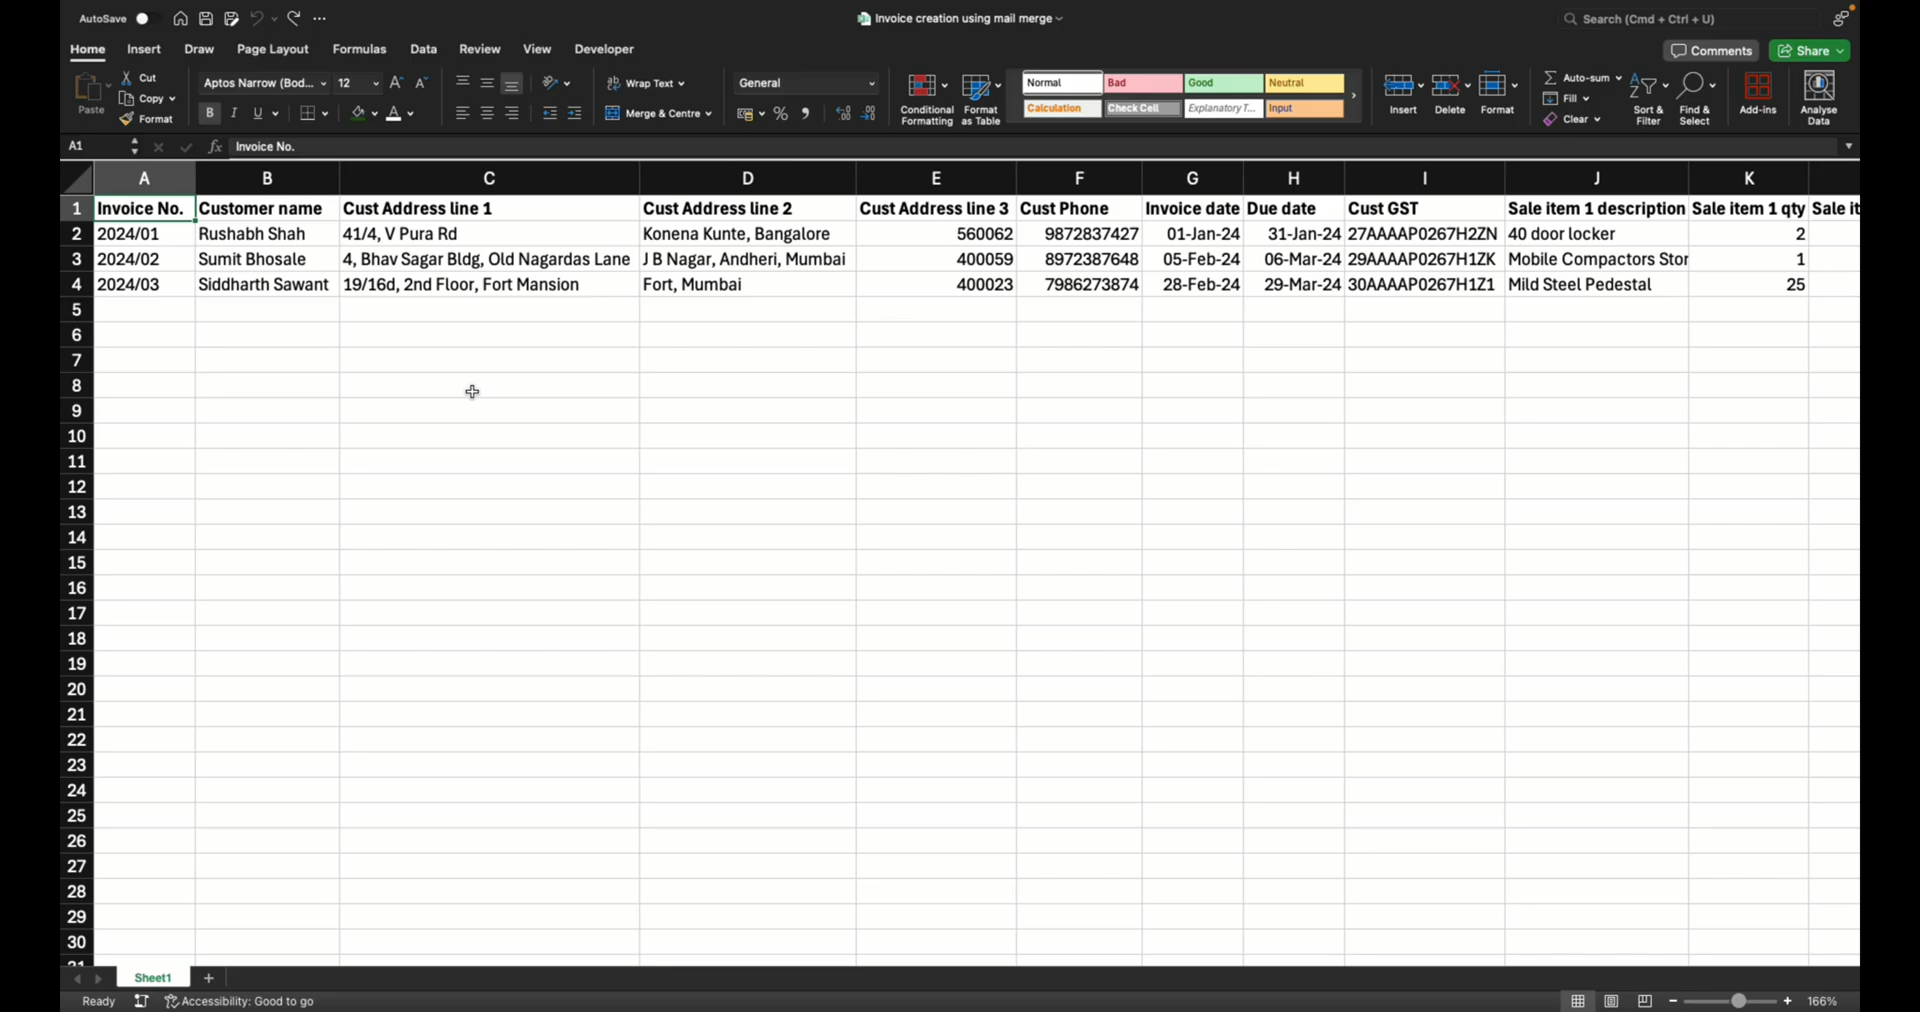 AutoSave
Invoice creation using mail merge
Search (Cmd + Ctrl + U)
Home Insert Draw Page Layout Formulas Data Review View Developer
Comments Share
Paste
Cut
Copy
Format
Aptos Narrow (Bod... 12
B I U
Wrap Text
Merge & Centre
General
Conditional Formatting
Format as Table
Normal Bad Good Neutral
Calculation Check Cell Explanatory T... Input
Insert Delete Format
Auto-sum
Fill
Clear
Sort & Filter
Find & Select
Add-ins
Analyse Data
A1 fx Invoice No.
A B C D E F G H I J K
1 Invoice No. Customer name Cust Address line 1 Cust Address line 2 Cust Address line 3 Cust Phone Invoice date Due date Cust GST Sale item 1 description Sale item 1 qty Sale it
2 2024/01 Rushabh Shah 41/4, V Pura Rd Konena Kunte, Bangalore 560062 9872837427 01-Jan-24 31-Jan-24 27AAAAP0267H2ZN 40 door locker 2
3 2024/02 Sumit Bhosale 4, Bhav Sagar Bldg, Old Nagardas Lane J B Nagar, Andheri, Mumbai 400059 8972387648 05-Feb-24 06-Mar-24 29AAAAP0267H1ZK Mobile Compactors Stor 1
4 2024/03 Siddharth Sawant 19/16d, 2nd Floor, Fort Mansion Fort, Mumbai 400023 7986273874 28-Feb-24 29-Mar-24 30AAAAP0267H1Z1 Mild Steel Pedestal 25
5
6
7
8
9
10
11
12
13
14
15
16
17
18
19
20
21
22
23
24
25
26
27
28
29
30
31
Sheet1
Ready Accessibility: Good to go 166%